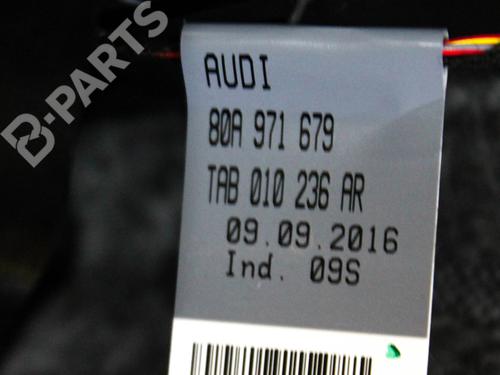 AUDI
80A 971 679
TAB 010 236 AR
09.09.2016
Ind. 09S
PARTS